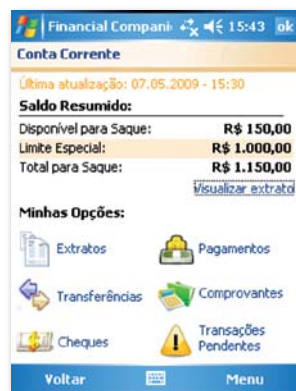 Financial Compani 15:43 ok
Conta Corrente
Última atualização: 07.05.2009 - 15:30
Saldo Resumido:
Disponível para Saque: R$ 150,00
Limite Especial: R$ 1.000,00
Total para Saque: R$ 1.150,00
Visualizar extrato
Minhas Opções:
Extratos Pagamentos
Transferências Comprovantes
Cheques Transações Pendentes
Voltar Menu